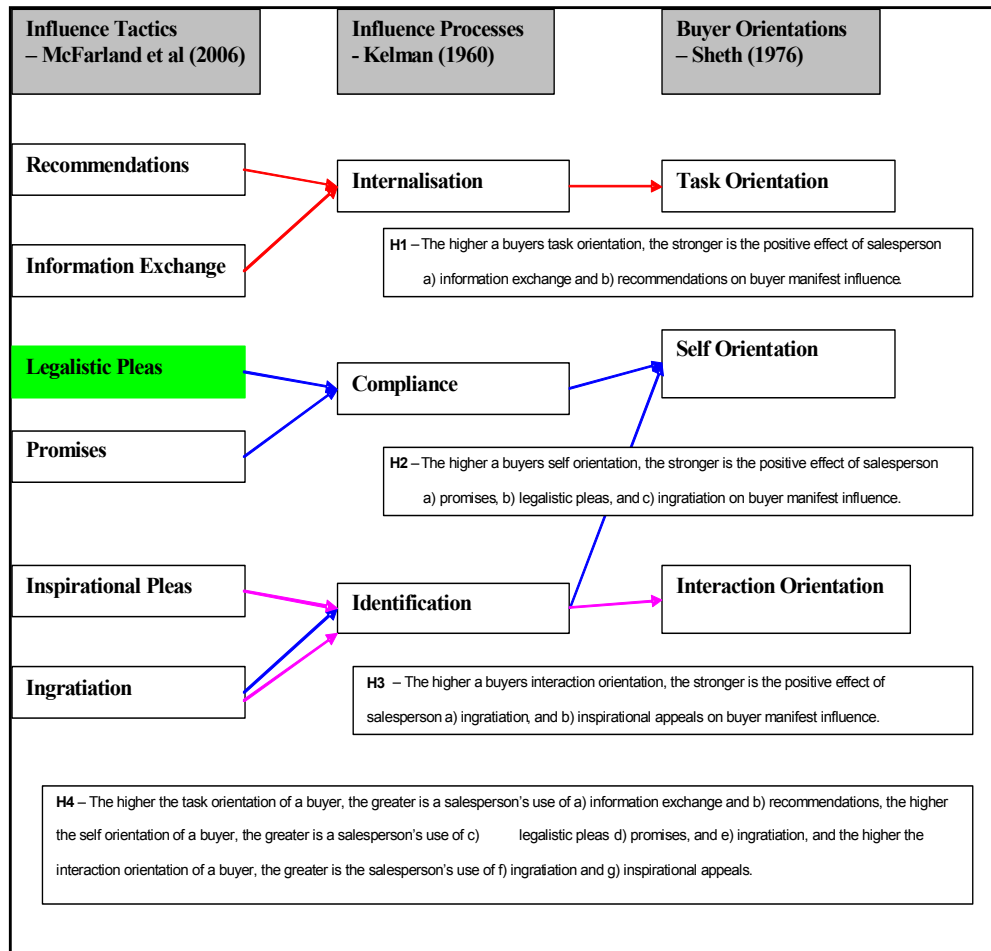 Influence Tactics
– McFarland et al (2006)
Influence Processes
- Kelman (1960)
Buyer Orientations
– Sheth (1976)
Recommendations
Internalisation
Task Orientation
Information Exchange
H1 – The higher a buyers task orientation, the stronger is the positive effect of salesperson
a) information exchange and b) recommendations on buyer manifest influence.
Legalistic Pleas
Compliance
Self Orientation
Promises
H2 – The higher a buyers self orientation, the stronger is the positive effect of salesperson
a) promises, b) legalistic pleas, and c) ingratiation on buyer manifest influence.
Inspirational Pleas
Identification
Interaction Orientation
Ingratiation
H3 – The higher a buyers interaction orientation, the stronger is the positive effect of
salesperson a) ingratiation, and b) inspirational appeals on buyer manifest influence.
H4 – The higher the task orientation of a buyer, the greater is a salesperson's use of a) information exchange and b) recommendations, the higher
the self orientation of a buyer, the greater is a salesperson's use of c) legalistic pleas d) promises, and e) ingratiation, and the higher the
interaction orientation of a buyer, the greater is the salesperson's use of f) ingratiation and g) inspirational appeals.